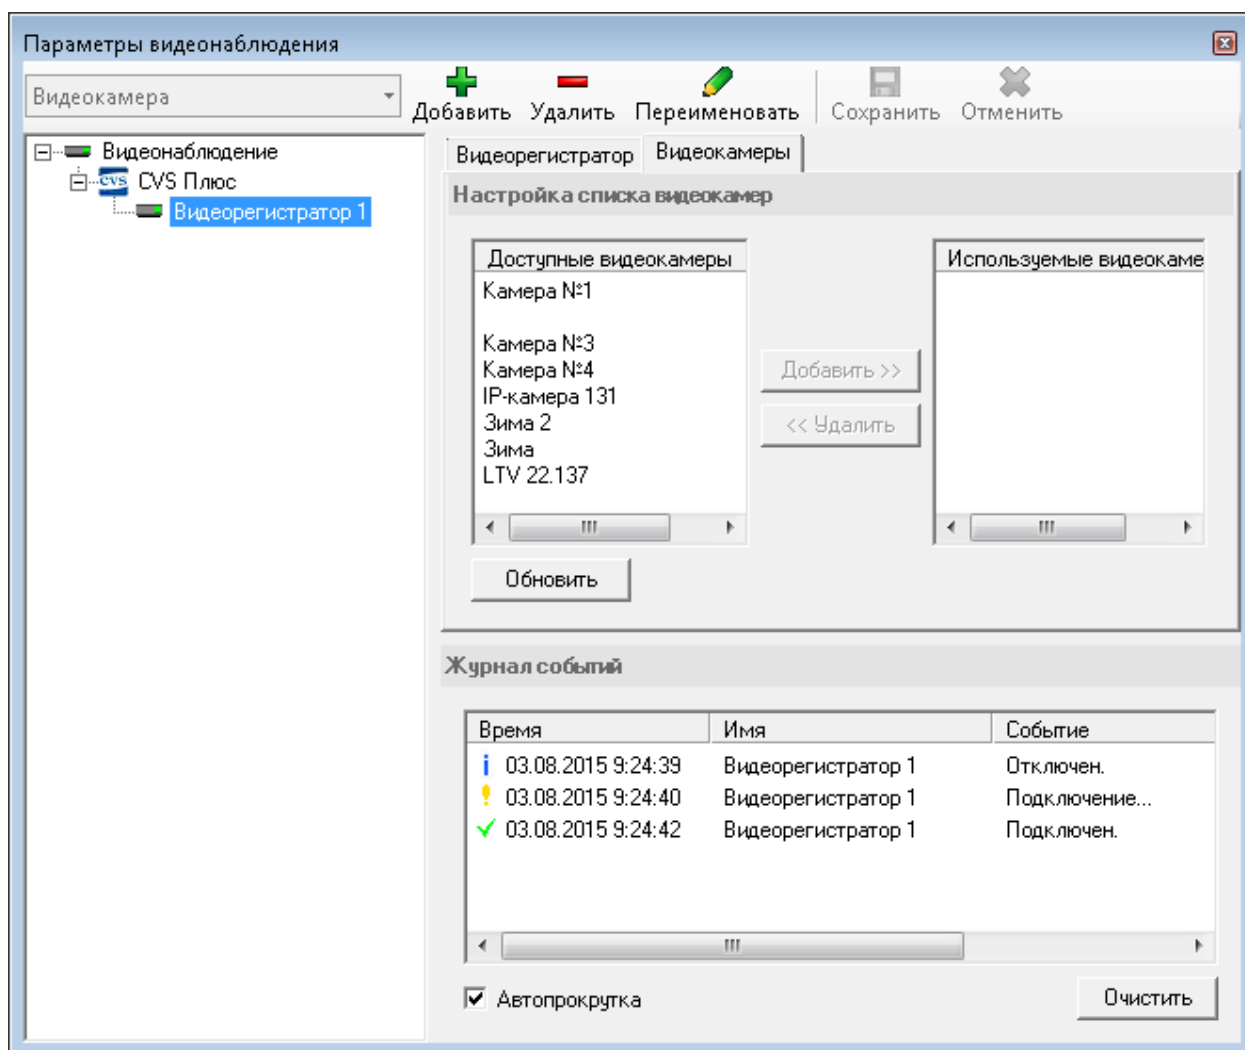 Параметры видеонаблюдения
Видеокамера
Добавить Удалить Переименовать Сохранить Отменить
Видеонаблюдение
CVS CVS Плюс
Видеорегистратор 1
Видеорегистратор Видеокамеры
Настройка списка видеокамер
Доступные видеокамеры
Камера №1
Камера №3
Камера №4
IP-камера 131
Зима 2
Зима
LTV 22.137
Добавить >>
<< Удалить
Используемые видеокаме
Обновить
Журнал событий
Время Имя Событие
03.08.2015 9:24:39 Видеорегистратор 1 Отключен.
03.08.2015 9:24:40 Видеорегистратор 1 Подключение...
03.08.2015 9:24:42 Видеорегистратор 1 Подключен.
Автопрокрутка
Очистить